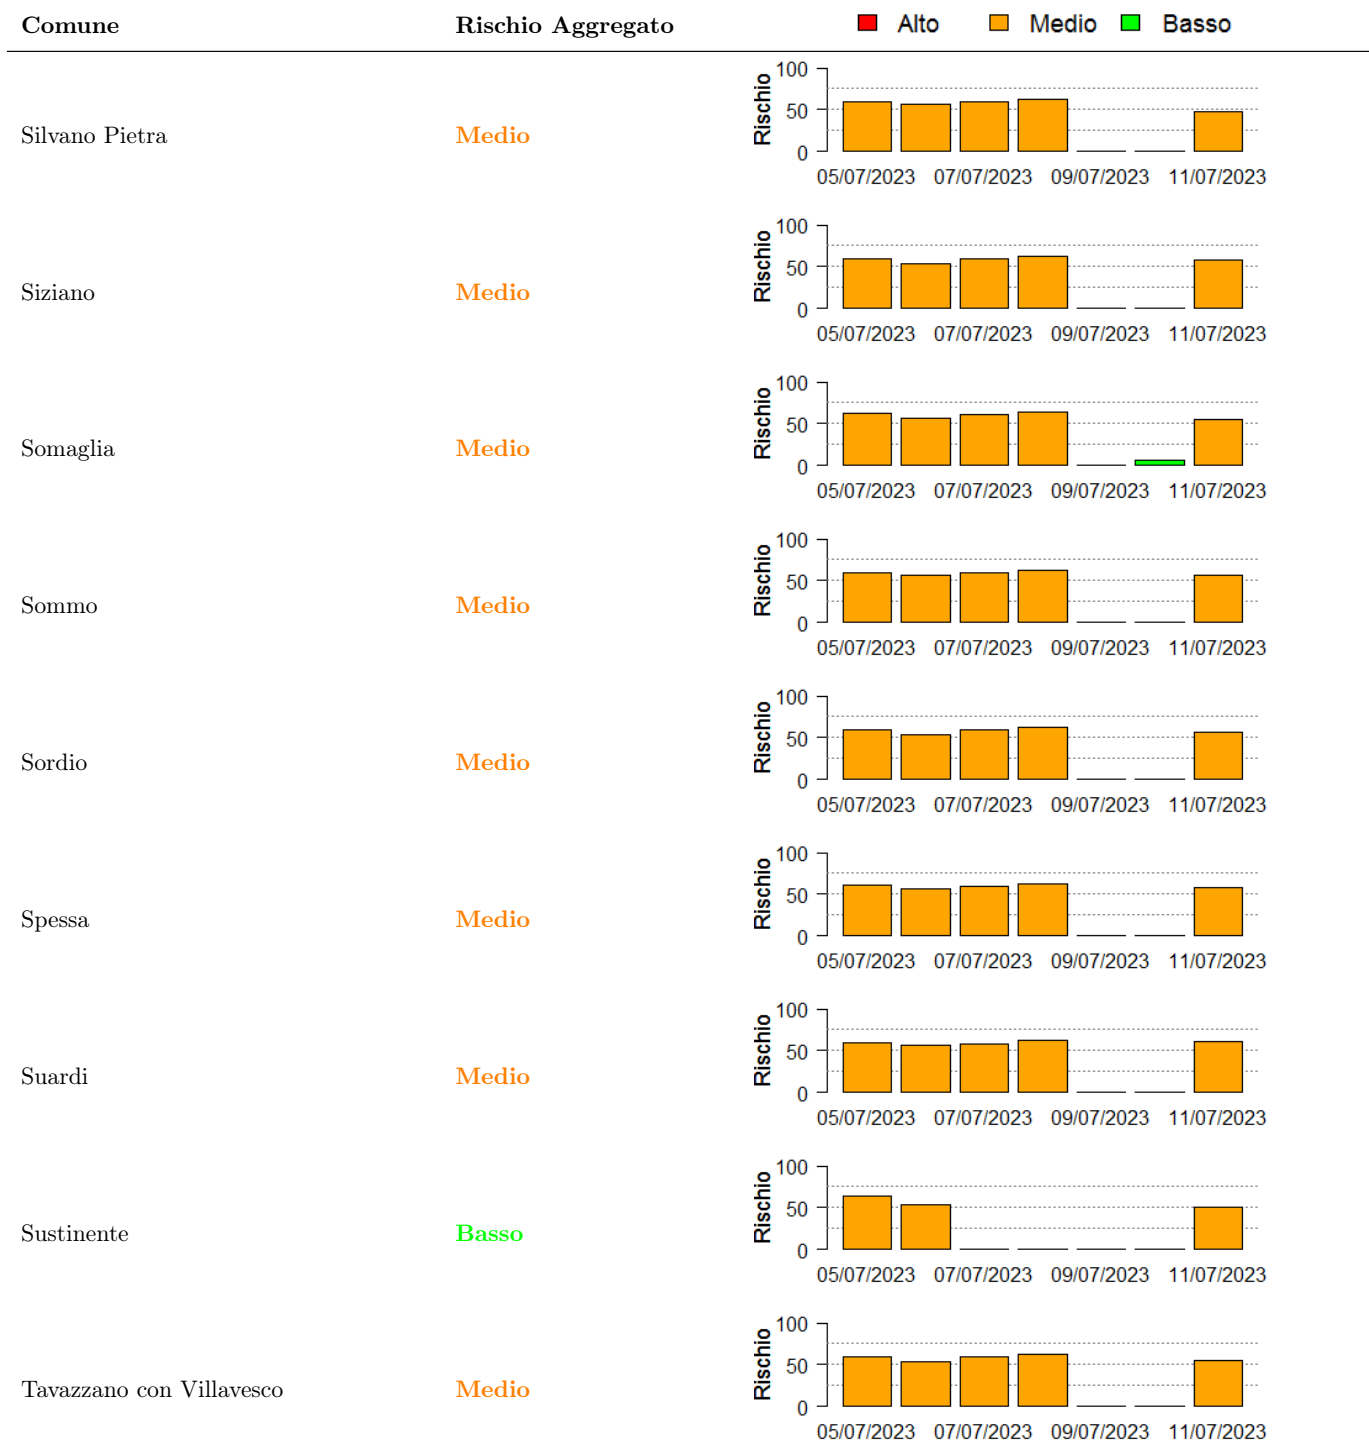 Comune Rischio Aggregato Alto Medio Basso
100
50
0
Rischio
Silvano Pietra Medio
05/07/2023 07/07/2023 09/07/2023 11/07/2023
100
50
0
Rischio
Siziano Medio
05/07/2023 07/07/2023 09/07/2023 11/07/2023
100
50
0
Rischio
Somaglia Medio
05/07/2023 07/07/2023 09/07/2023 11/07/2023
100
50
0
Rischio
Sommo Medio
05/07/2023 07/07/2023 09/07/2023 11/07/2023
100
50
0
Rischio
Sordio Medio
05/07/2023 07/07/2023 09/07/2023 11/07/2023
100
50
0
Rischio
Spessa Medio
05/07/2023 07/07/2023 09/07/2023 11/07/2023
100
50
0
Rischio
Suardi Medio
05/07/2023 07/07/2023 09/07/2023 11/07/2023
100
50
0
Rischio
Sustinente Basso
05/07/2023 07/07/2023 09/07/2023 11/07/2023
100
50
0
Rischio
Tavazzano con Villavesco Medio
05/07/2023 07/07/2023 09/07/2023 11/07/2023